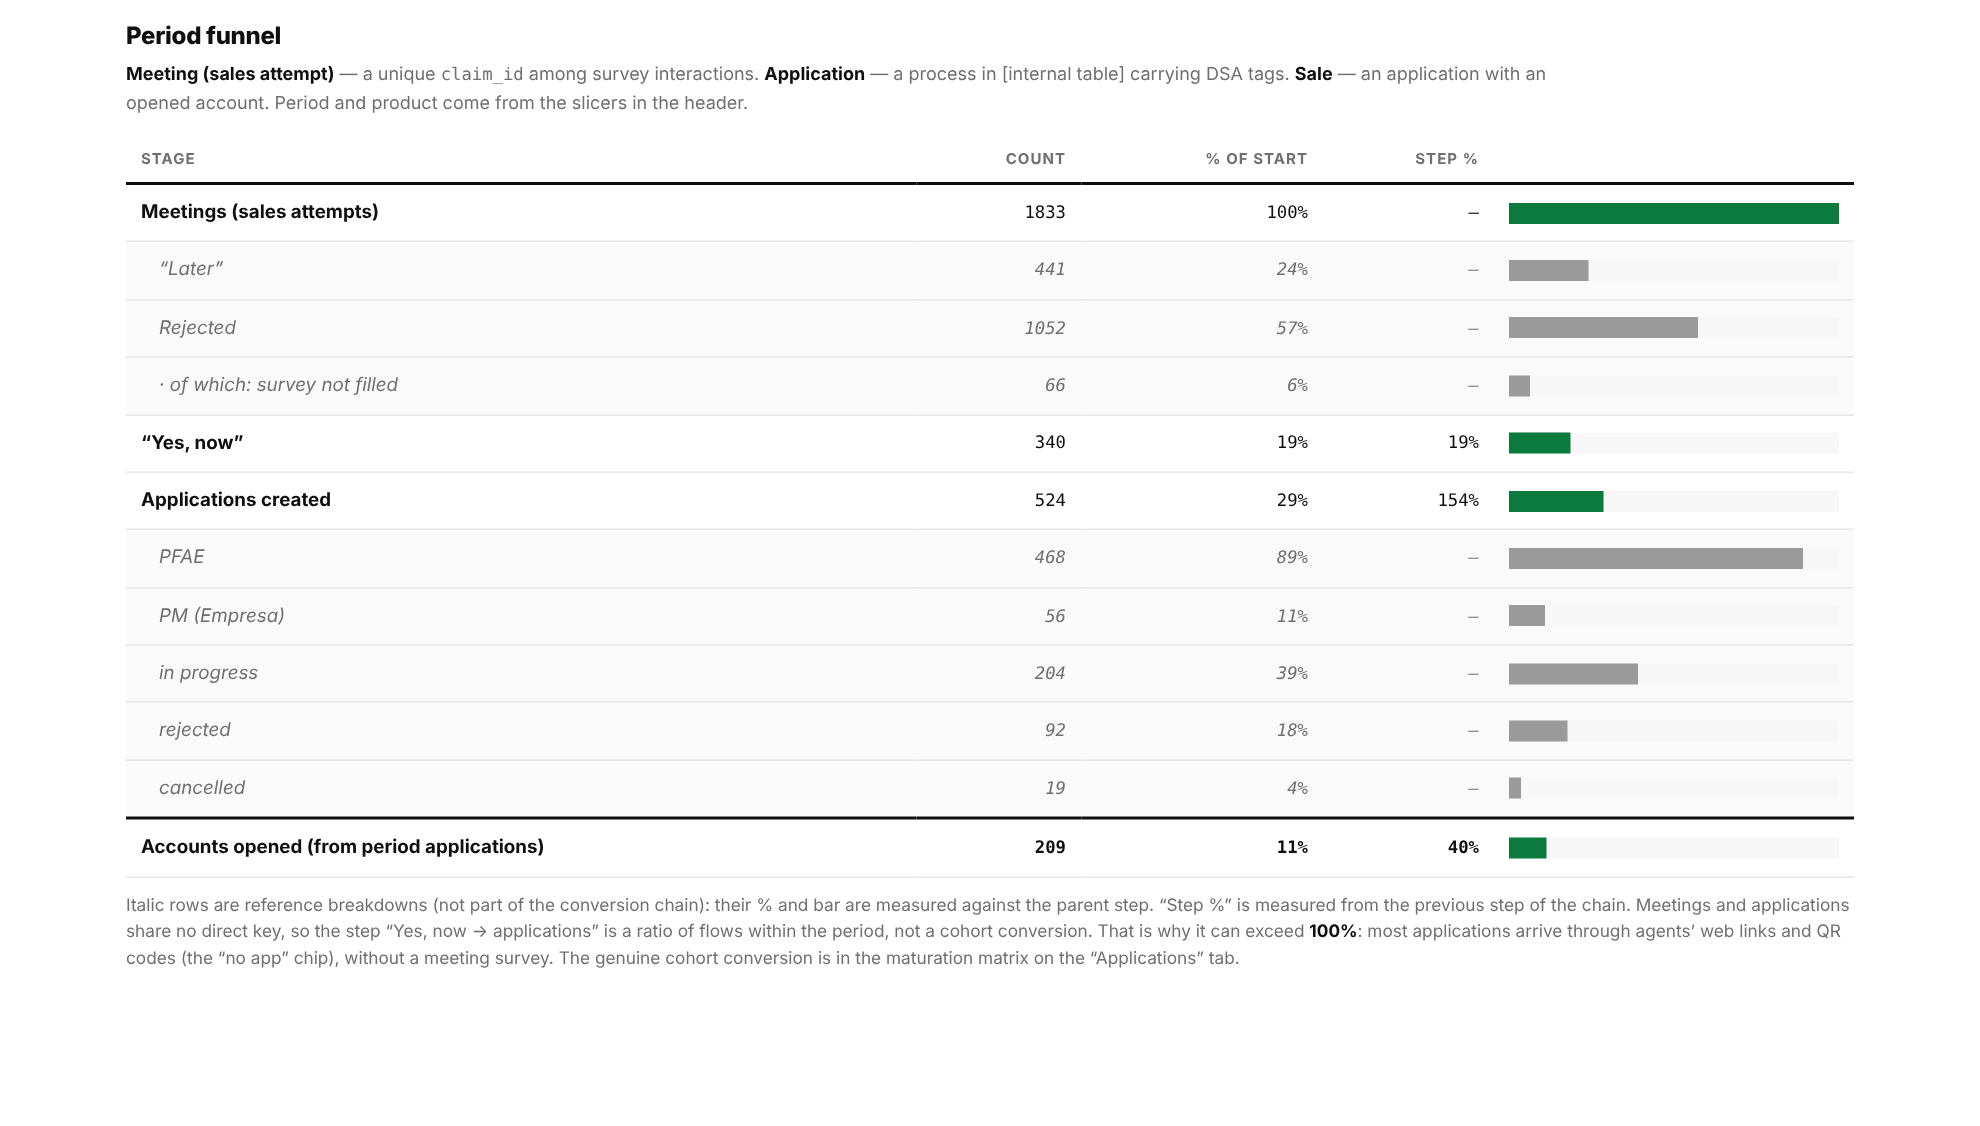 Period funnel
Meeting (sales attempt) — a unique claim_id among survey interactions. Application — a process in [internal table] carrying DSA tags. Sale — an application with an
opened account. Period and product come from the slicers in the header.
STAGE COUNT % OF START STEP %
Meetings (sales attempts) 1833 100% —
“Later” 441 24% —
Rejected 1052 57% —
· of which: survey not filled 66 6% —
“Yes, now” 340 19% 19%
Applications created 524 29% 154%
PFAE 468 89% —
PM (Empresa) 56 11% —
in progress 204 39% —
rejected 92 18% —
cancelled 19 4% —
Accounts opened (from period applications) 209 11% 40%
Italic rows are reference breakdowns (not part of the conversion chain): their % and bar are measured against the parent step. “Step %” is measured from the previous step of the chain. Meetings and applications
share no direct key, so the step “Yes, now → applications” is a ratio of flows within the period, not a cohort conversion. That is why it can exceed 100%: most applications arrive through agents’ web links and QR
codes (the “no app” chip), without a meeting survey. The genuine cohort conversion is in the maturation matrix on the “Applications” tab.